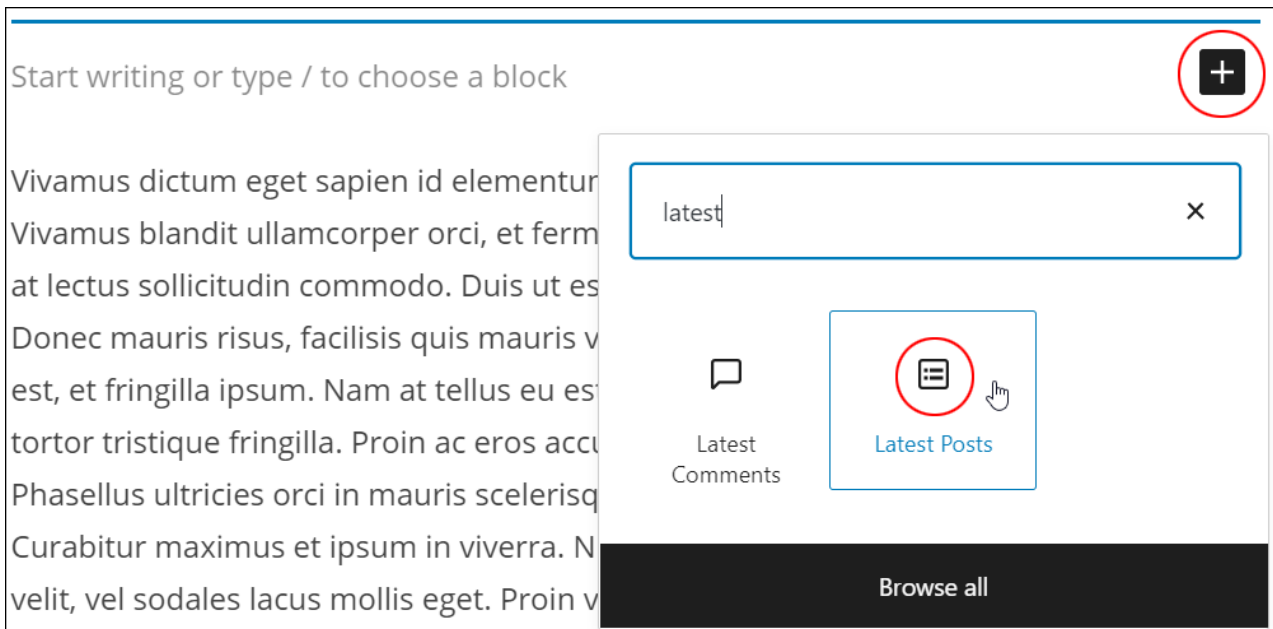 Start writing or type / to choose a block
Vivamus dictum eget sapien id elementur
Vivamus blandit ullamcorper orci, et ferm
at lectus sollicitudin commodo. Duis ut es
Donec mauris risus, facilisis quis mauris v
est, et fringilla ipsum. Nam at tellus eu es
tortor tristique fringilla. Proin ac eros accu
Phasellus ultricies orci in mauris scelerisq
Curabitur maximus et ipsum in viverra. N
velit, vel sodales lacus mollis eget. Proin v
latest
Latest
Comments
Latest Posts
Browse all